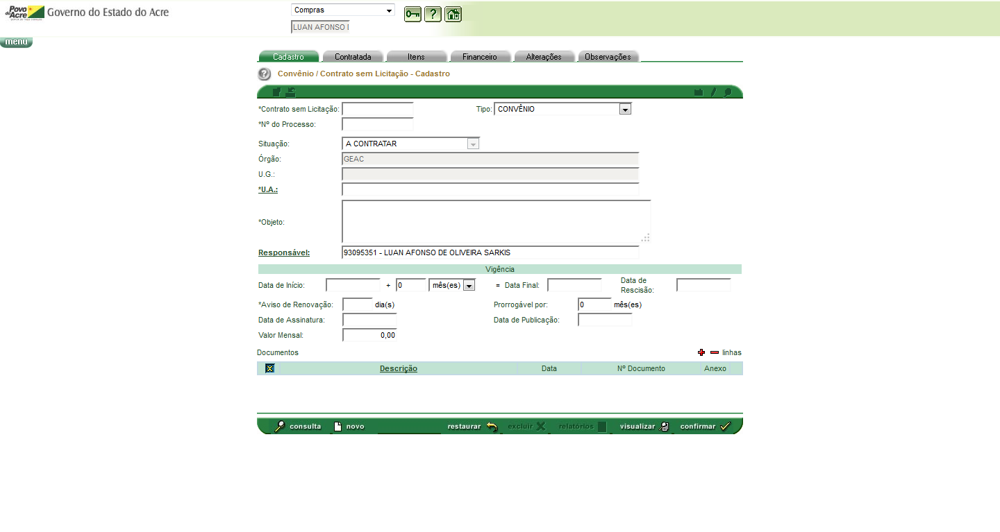 Povo do Acre Governo do Estado do Acre
Compras
?
LUAN AFONSO
menu
Cadastro Contratada Itens Financeiro Alterações Observações
? Convênio / Contrato sem Licitação - Cadastro
*Contrato sem Licitação: Tipo: CONVÊNIO
*Nº do Processo:
Situação: A CONTRATAR
Órgão: GEAC
U.G.:
*U.A.:
*Objeto:
Responsável: 93095351 - LUAN AFONSO DE OLIVEIRA SARKIS
Vigência
Data de Início: + 0 mês(es) = Data Final: Data de Rescisão:
*Aviso de Renovação: dia(s) Prorrogável por: 0 mês(es)
Data de Assinatura: Data de Publicação:
Valor Mensal: 0,00
Documentos linhas
Descrição Data Nº Documento Anexo
consulta novo restaurar excluir relatórios visualizar confirmar